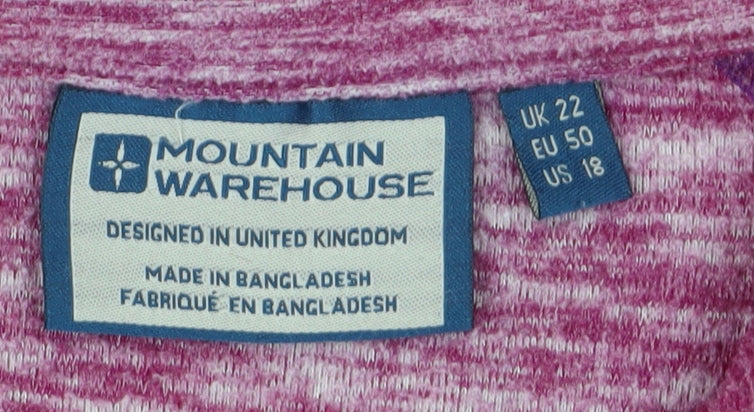 MOUNTAIN
WAREHOUSE
DESIGNED IN UNITED KINGDOM
MADE IN BANGLADESH
FABRIQUÉ EN BANGLADESH
UK 22
EU 50
US 18